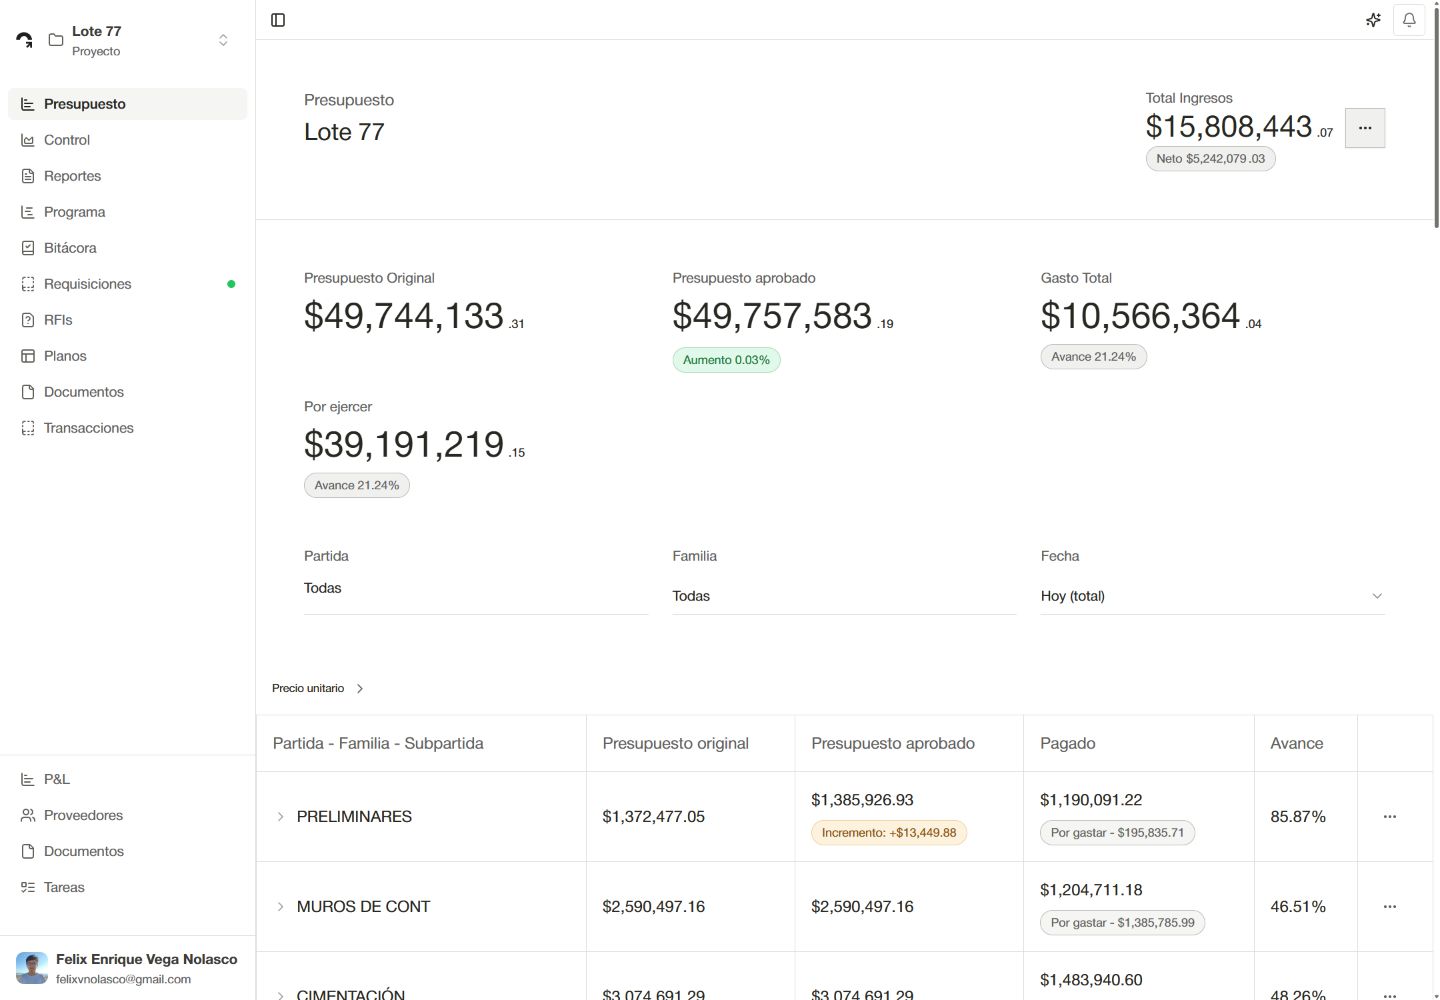 Lote 77
Proyecto
Presupuesto
Control
Reportes
Programa
Bitácora
Requisiciones
RFIs
Planos
Documentos
Transacciones
P&L
Proveedores
Documentos
Tareas
Felix Enrique Vega Nolasco
felixvnolasco@gmail.com
Presupuesto
Lote 77
Total Ingresos
$15,808,443 .07
Neto $5,242,079 .03
Presupuesto Original
$49,744,133 .31
Presupuesto aprobado
$49,757,583 .19
Aumento 0.03%
Gasto Total
$10,566,364 .04
Avance 21.24%
Por ejercer
$39,191,219 .15
Avance 21.24%
Partida
Todas
Familia
Todas
Fecha
Hoy (total)
Precio unitario
Partida - Familia - Subpartida Presupuesto original Presupuesto aprobado Pagado Avance
PRELIMINARES
$1,372,477.05
$1,385,926.93
Incremento: +$13,449.88
$1,190,091.22
Por gastar - $195,835.71
85.87%
MUROS DE CONT
$2,590,497.16
$2,590,497.16
$1,204,711.18
Por gastar - $1,385,785.99
46.51%
CIMENTACIÓN
$3,074,691.29
$3,074,691.29
$1,483,940.60
48.26%